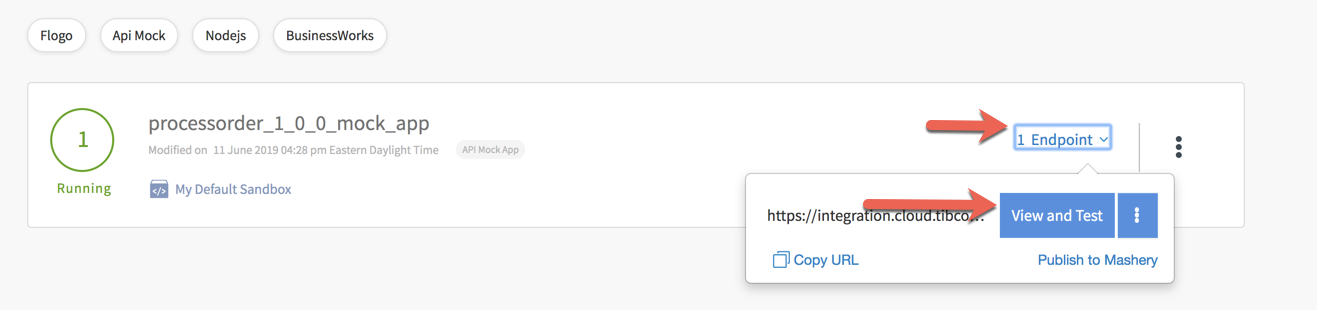 Flogo Api Mock Nodejs BusinessWorks
1
processorder_1_0_0_mock_app
1 Endpoint
Modified on 11 June 2019 04:28 pm Eastern Daylight Time API Mock App
Running
My Default Sandbox
https://integration.cloud.tibco... View and Test
Copy URL Publish to Mashery